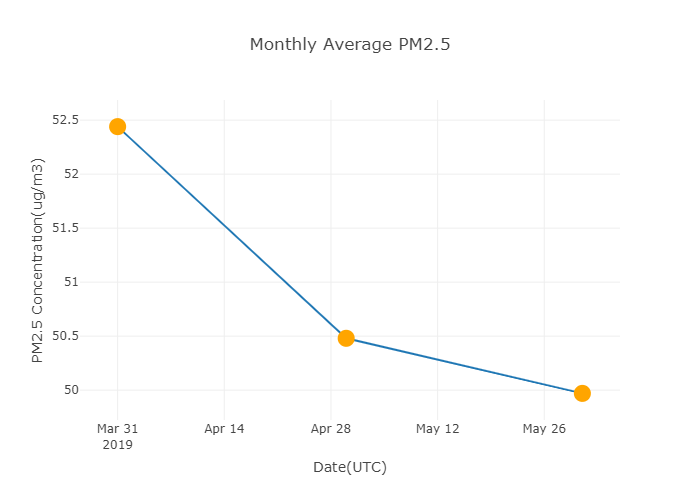 Monthly Average PM2.5
52.5
52
51.5
51
50.5
50
PM2.5 Concentration(ug/m3)
Mar 31 Apr 14 Apr 28 May 12 May 26
2019
Date(UTC)